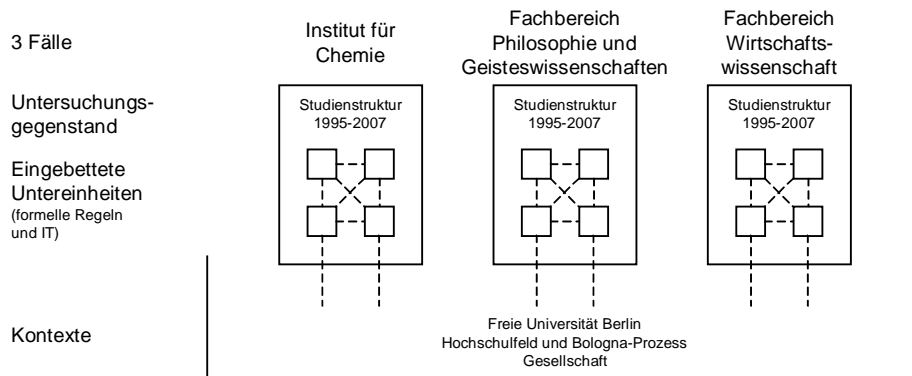 3 Fälle
Institut für
Chemie
Fachbereich
Philosophie und
Geisteswissenschaften
Fachbereich
Wirtschafts-
wissenschaft
Untersuchungs-
gegenstand
Studienstruktur
1995-2007
Studienstruktur
1995-2007
Studienstruktur
1995-2007
Eingebettete
Untereinheiten
(formelle Regeln
und IT)
Kontexte
Freie Universität Berlin
Hochschulfeld und Bologna-Prozess
Gesellschaft